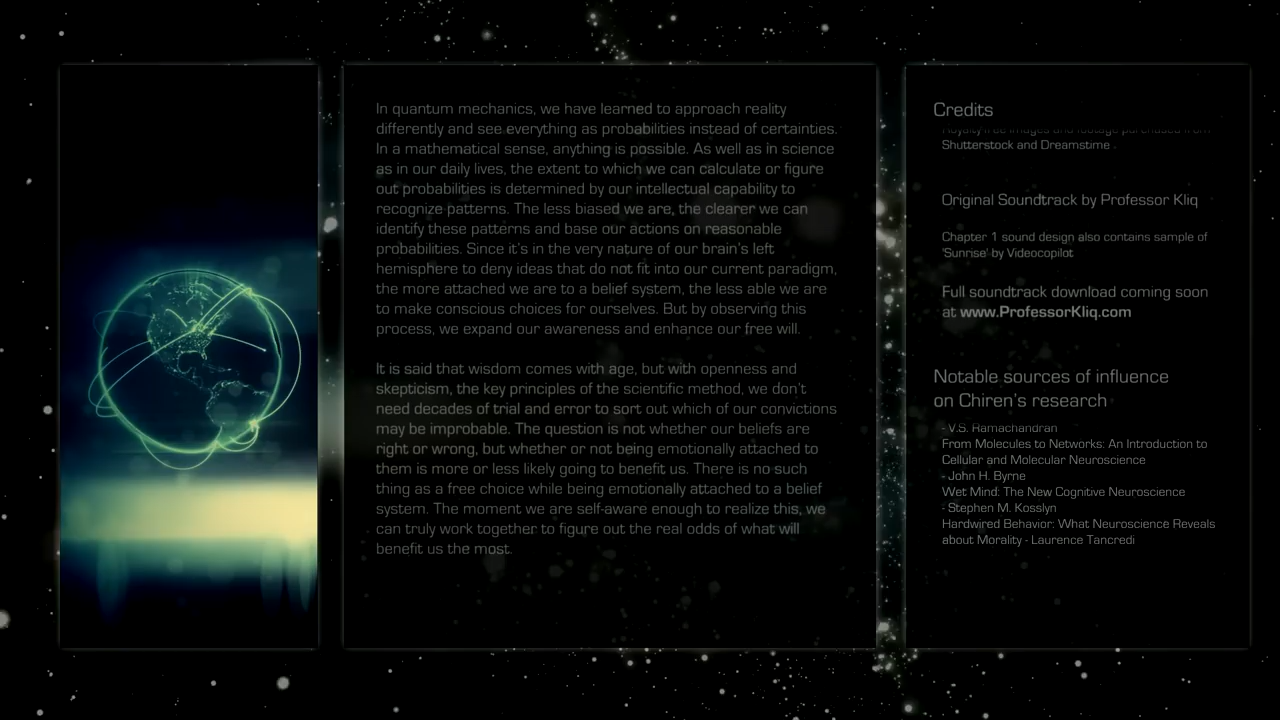 In quantum mechanics, we have learned to approach reality
differently and see everything as probabilities instead of certainties.
In a mathematical sense, anything is possible. As well as in science
as in our daily lives, the extent to which we can calculate or figure
out probabilities is determined by our intellectual capability to
recognize patterns. The less biased we are, the clearer we can
identify these patterns and base our actions on reasonable
probabilities. Since it's in the very nature of our brain's left
hemisphere to deny ideas that do not fit into our current paradigm,
the more attached we are to a belief system, the less able we are
to make conscious choices for ourselves. But by observing this
process, we expand our awareness and enhance our free will.
It is said that wisdom comes with age, but with openness and
skepticism, the key principles of the scientific method, we don't
need decades of trial and error to sort out which of our convictions
may be improbable. The question is not whether our beliefs are
right or wrong, but whether or not being emotionally attached to
them is more or less likely going to benefit us. There is no such
thing as a free choice while being emotionally attached to a belief
system. The moment we are self-aware enough to realize this, we
can truly work together to figure out the real odds of what will
benefit us the most.
Credits
Royalty-free images and footage purchased from
Shutterstock and Dreamstime
Original Soundtrack by Professor Kliq
Chapter 1 sound design also contains sample of
'Sunrise' by Videocopilot
Full soundtrack download coming soon
at www.ProfessorKliq.com
Notable sources of influence
on Chiren's research
- V.S. Ramachandran
From Molecules to Networks: An Introduction to
Cellular and Molecular Neuroscience
- John H. Byrne
Wet Mind: The New Cognitive Neuroscience
- Stephen M. Kosslyn
Hardwired Behavior: What Neuroscience Reveals
about Morality - Laurence Tancredi